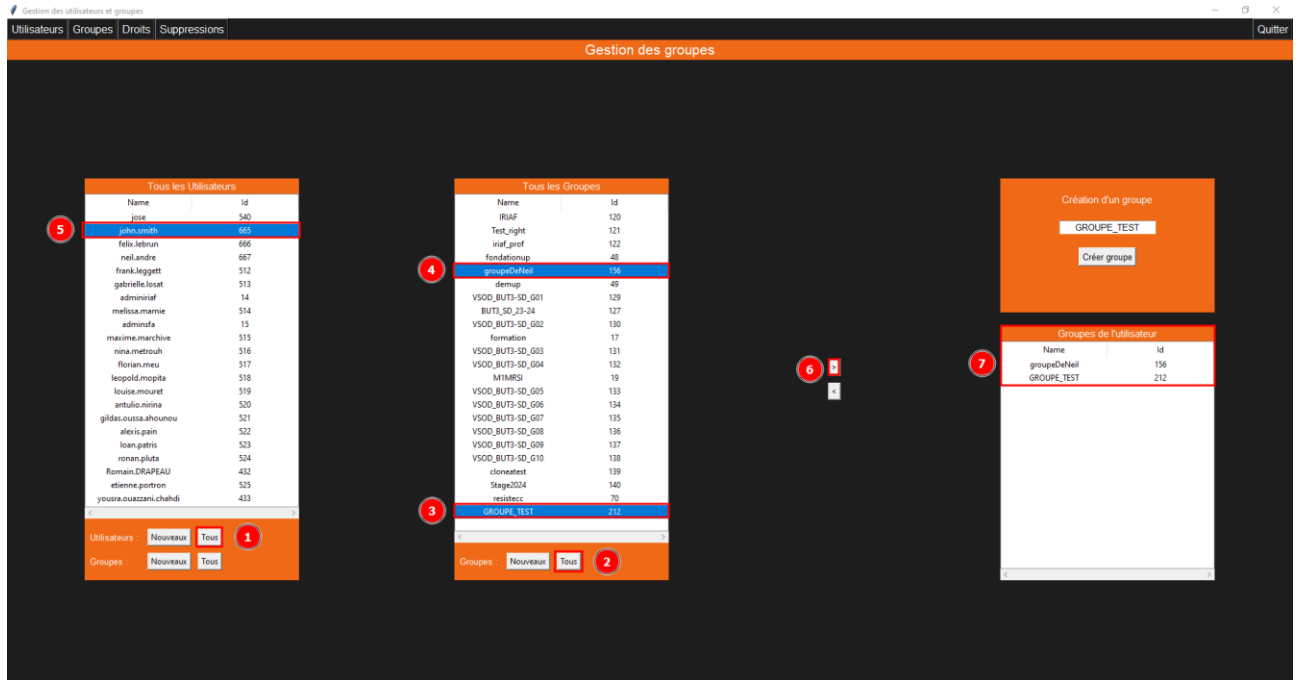 Gestion des utilisateurs et groupes
Utilisateurs Groupes Droits Suppressions Quitter
Gestion des groupes
Tous les Utilisateurs
Name Id
jose 540
5 john.smith 665
felix.lebrun 666
neil.andre 667
frank.leggett 512
gabrielle.losat 513
adminiriaf 14
melissa.mamie 514
adminsfa 15
maxime.marchive 515
nina.metrouh 516
florian.meu 517
leopold.mopita 518
louise.mouret 519
antulio.nirina 520
gildas.oussa.ahounou 521
alexis.pain 522
loan.patris 523
ronan.pluta 524
Romain.DRAPEAU 432
etienne.portron 525
yousra.ouazzani.chahdi 433
Utilisateurs : Nouveaux Tous 1
Groupes : Nouveaux Tous
Tous les Groupes
Name Id
IRIAF 120
Test_right 121
iriaf_prof 122
fondationup 48
4 groupeDeNeil 156
demup 49
VSOD_BUT3-SD_G01 129
BUT3_SD_23-24 127
VSOD_BUT3-SD_G02 130
formation 17
VSOD_BUT3-SD_G03 131
VSOD_BUT3-SD_G04 132
M1MRSI 19
VSOD_BUT3-SD_G05 133
VSOD_BUT3-SD_G06 134
VSOD_BUT3-SD_G07 135
VSOD_BUT3-SD_G08 136
VSOD_BUT3-SD_G09 137
VSOD_BUT3-SD_G10 138
cloneatest 139
Stage2024 140
resistecc 70
3 GROUPE_TEST 212
Groupes : Nouveaux Tous 2
6 >
<
Création d'un groupe
GROUPE_TEST
Créer groupe
Groupes de l'utilisateur
Name Id
7 groupeDeNeil 156
GROUPE_TEST 212